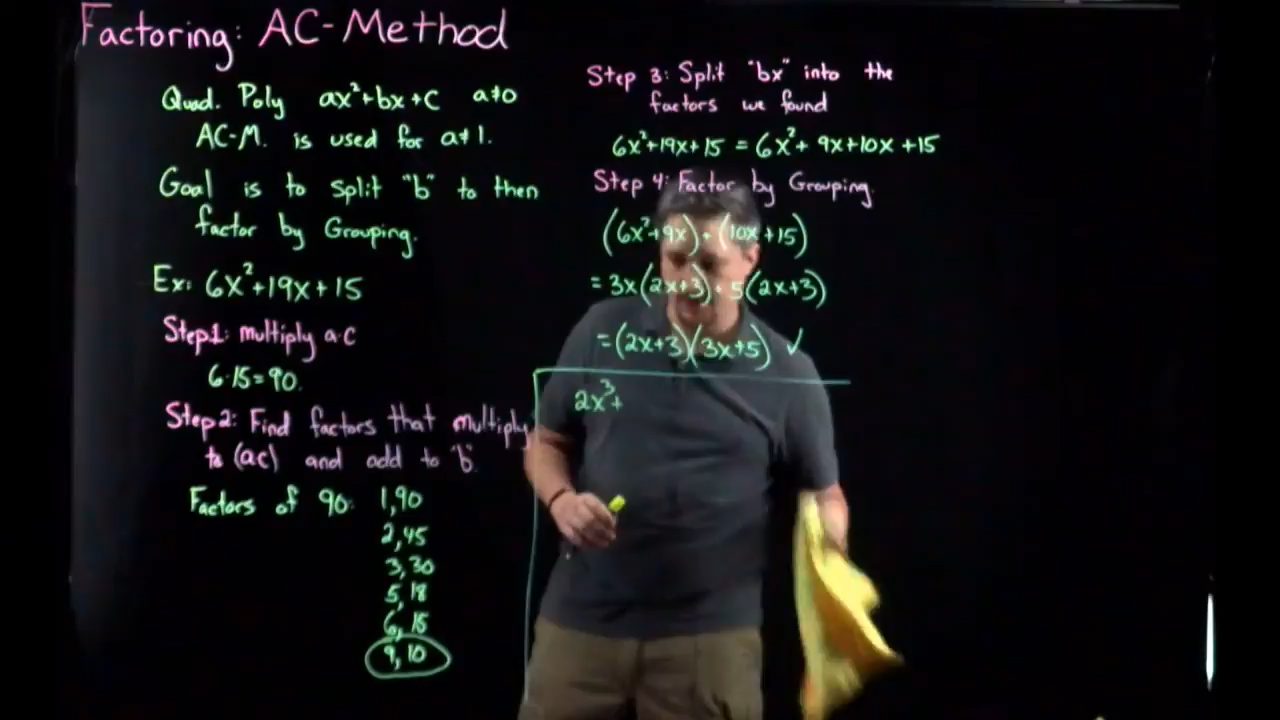 Factoring: AC-Method
Quad. Poly ax²+bx+c a≠0
AC-M. is used for a≠1.
Goal is to split "b" to then
factor by Grouping.
Ex: 6x²+19x+15
Step1: multiply a·c
6·15=90.
Step2: Find factors that multiply
to (ac) and add to "b".
Factors of 90: 1,90
2,45
3,30
5,18
6,15
9,10
Step 3: Split "bx" into the
factors we found
6x²+19x+15 = 6x²+ 9x+10x +15
Step 4: Factor by Grouping.
(6x²+9x) + (10x+15)
= 3x(2x+3) + 5(2x+3)
= (2x+3)(3x+5) ✓
2x³+